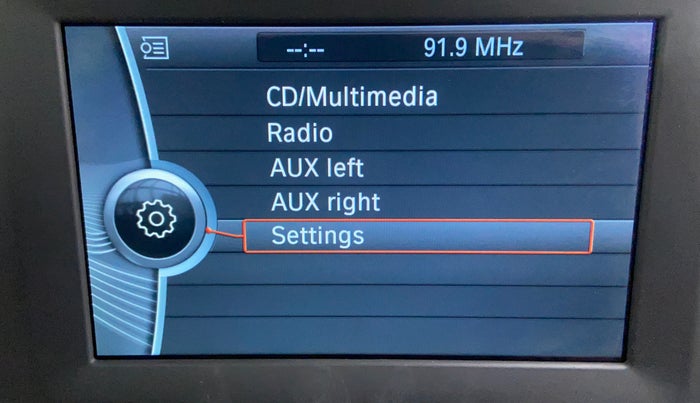 --:-- 91.9 MHz
CD/Multimedia
Radio
AUX left
AUX right
Settings